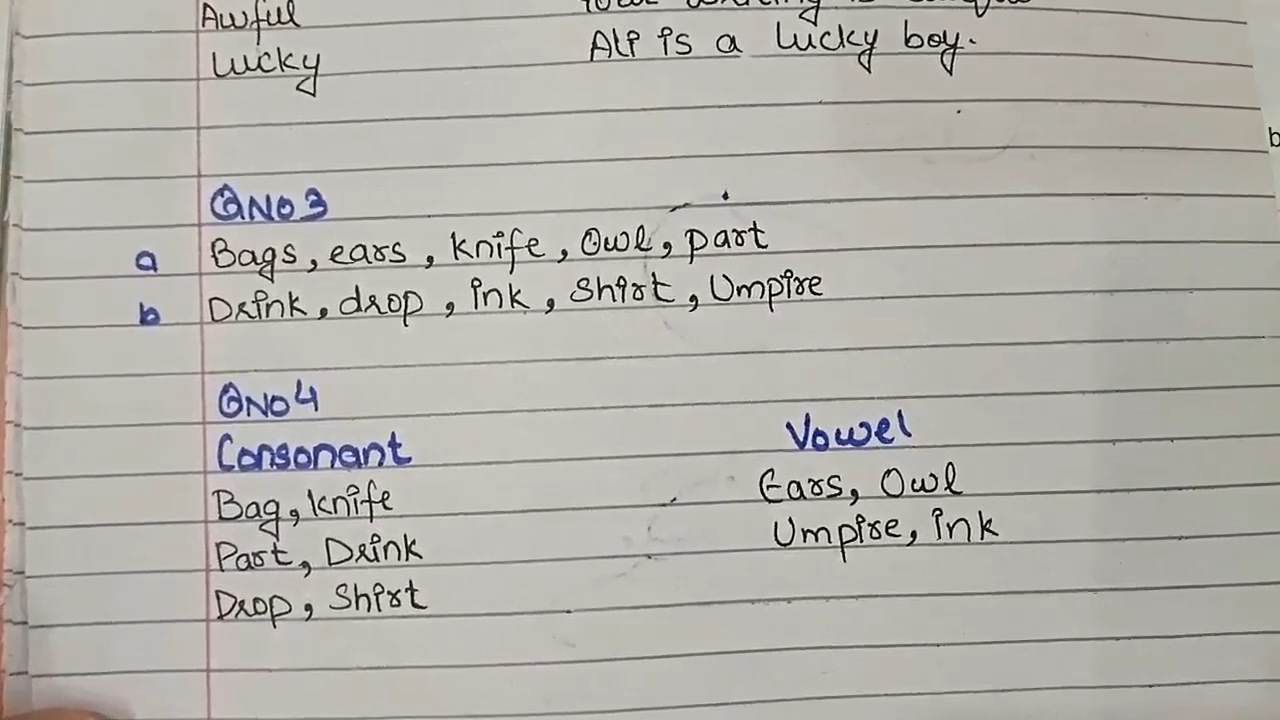 Awful
Lucky Ali is a lucky boy.
QNO3
a Bags, ears, knife, Owl, part
b Drink, drop, ink, Shirt, Umpire
QNO4
Consonant Vowel
Bag, knife Ears, Owl
Part, Drink Umpire, ink
Drop, Shirt